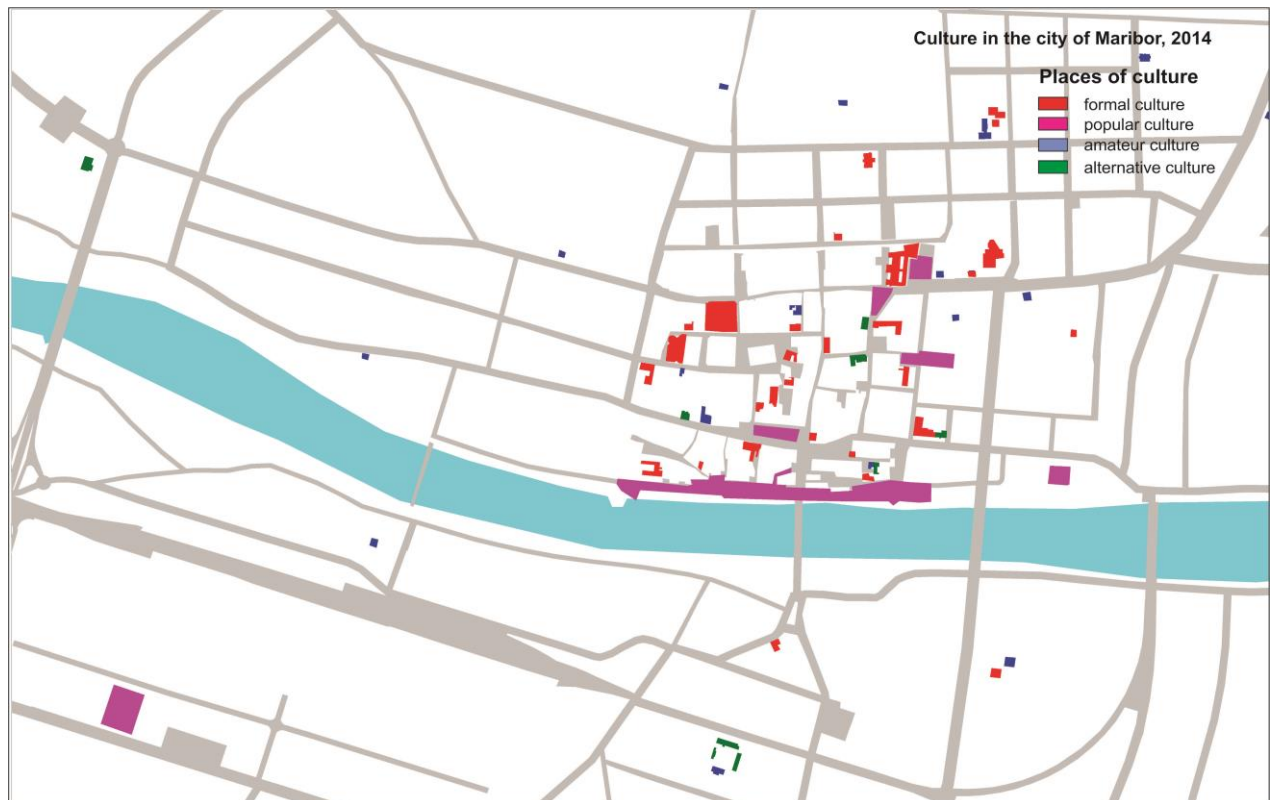 Culture in the city of Maribor, 2014
Places of culture
formal culture
popular culture
amateur culture
alternative culture